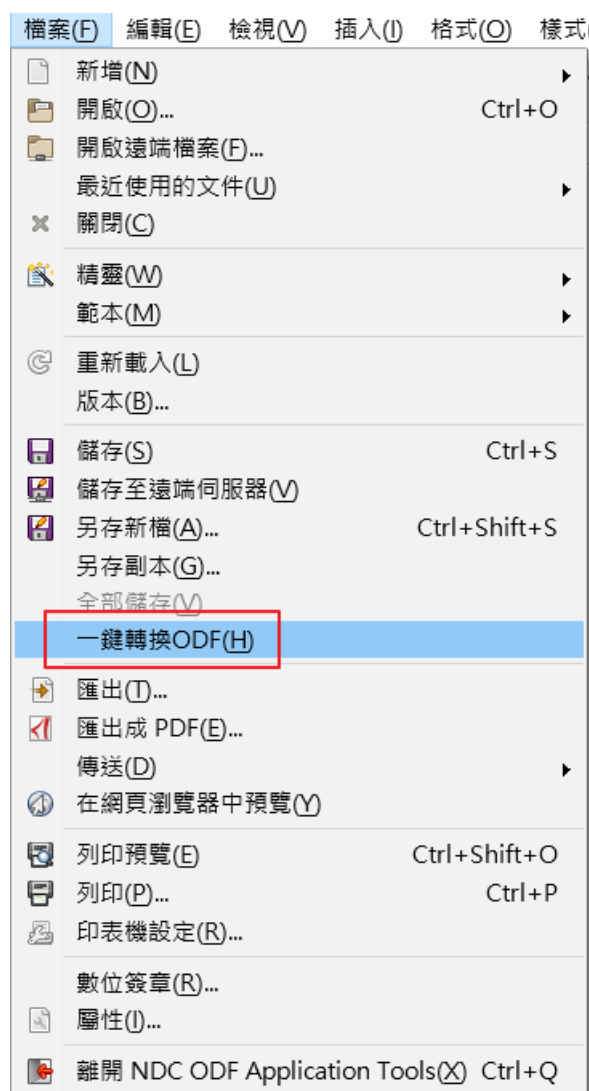 檔案(F) 編輯(E) 檢視(V) 插入(I) 格式(O) 樣式(
新增(N)
開啟(O)... Ctrl+O
開啟遠端檔案(F)...
最近使用的文件(U)
關閉(C)
精靈(W)
範本(M)
重新載入(L)
版本(B)...
儲存(S) Ctrl+S
儲存至遠端伺服器(V)
另存新檔(A)... Ctrl+Shift+S
另存副本(G)...
全部儲存(V)
一鍵轉換ODF(H)
匯出(T)...
匯出成 PDF(E)...
傳送(D)
在網頁瀏覽器中預覽(Y)
列印預覽(E) Ctrl+Shift+O
列印(P)... Ctrl+P
印表機設定(R)...
數位簽章(R)...
屬性(I)...
離開 NDC ODF Application Tools(X) Ctrl+Q